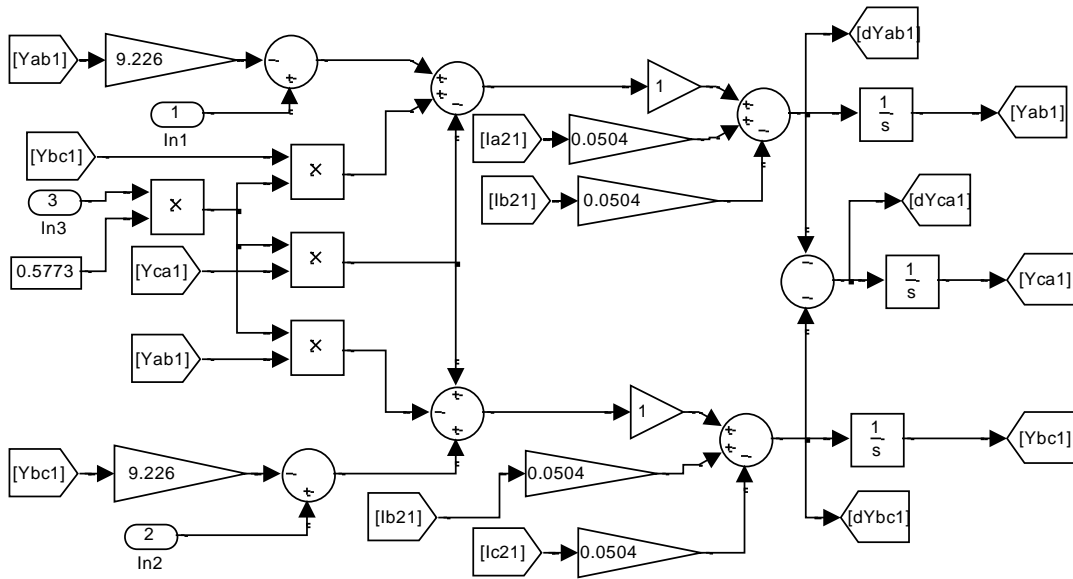 [dYab1]
[Yab1]
9.226
1
1
s
[Yab1]
1
In1
[Ia21]
0.0504
[Ybc1]
×
[Ib21]
0.0504
3
In3
×
[dYca1]
0.5773
[Yca1]
×
1
s
[Yca1]
[Yab1]
×
1
1
s
[Ybc1]
[Ybc1]
9.226
0.0504
[Ib21]
[dYbc1]
2
In2
[Ic21]
0.0504